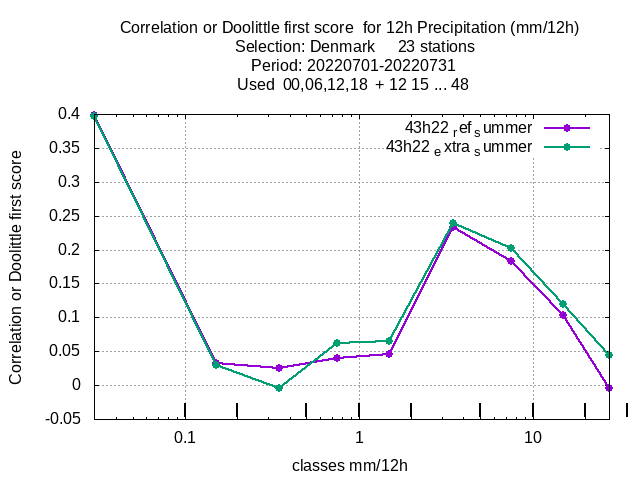 Correlation or Doolittle first score  for 12h Precipitation (mm/12h)
Selection: Denmark     23 stations
Period: 20220701-20220731
Used  00,06,12,18  + 12 15 ... 48
43h22 ref summer
43h22 extra summer
0.4
0.35
0.3
0.25
0.2
0.15
0.1
0.05
0
-0.05
Correlation or Doolittle first score
0.1 1 10
classes mm/12h